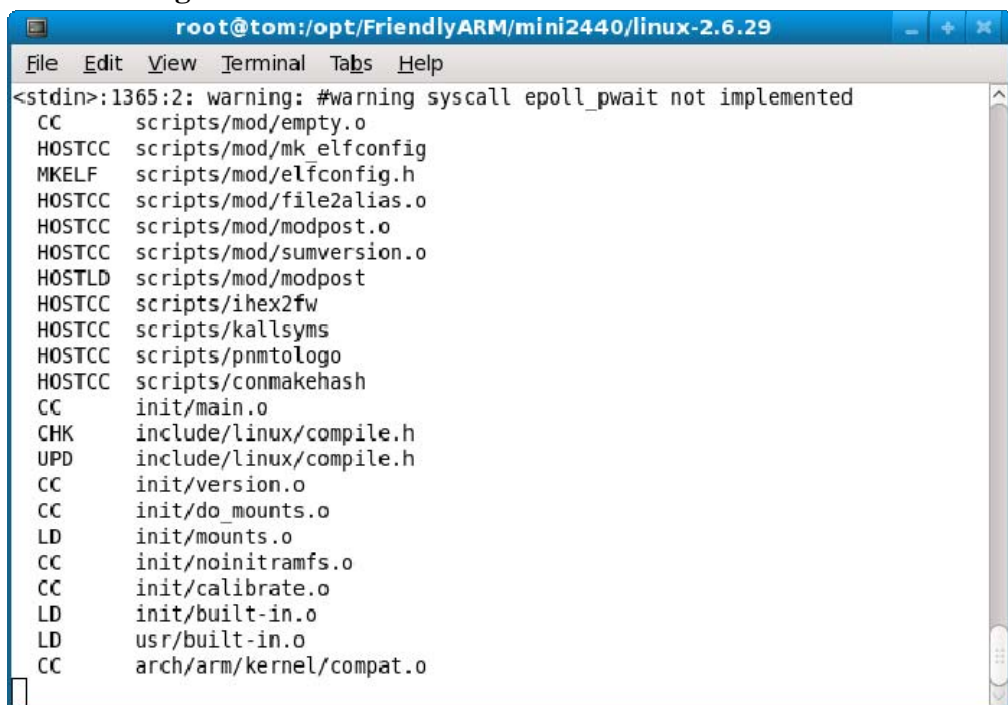 root@tom:/opt/FriendlyARM/mini2440/linux-2.6.29
File Edit View Terminal Tabs Help
<stdin>:1365:2: warning: #warning syscall epoll_pwait not implemented
CC scripts/mod/empty.o
HOSTCC scripts/mod/mk_elfconfig
MKELF scripts/mod/elfconfig.h
HOSTCC scripts/mod/file2alias.o
HOSTCC scripts/mod/modpost.o
HOSTCC scripts/mod/sumversion.o
HOSTLD scripts/mod/modpost
HOSTCC scripts/ihex2fw
HOSTCC scripts/kallsyms
HOSTCC scripts/pnmtologo
HOSTCC scripts/conmakehash
CC init/main.o
CHK include/linux/compile.h
UPD include/linux/compile.h
CC init/version.o
CC init/do_mounts.o
LD init/mounts.o
CC init/noinitramfs.o
CC init/calibrate.o
LD init/built-in.o
LD usr/built-in.o
CC arch/arm/kernel/compat.o